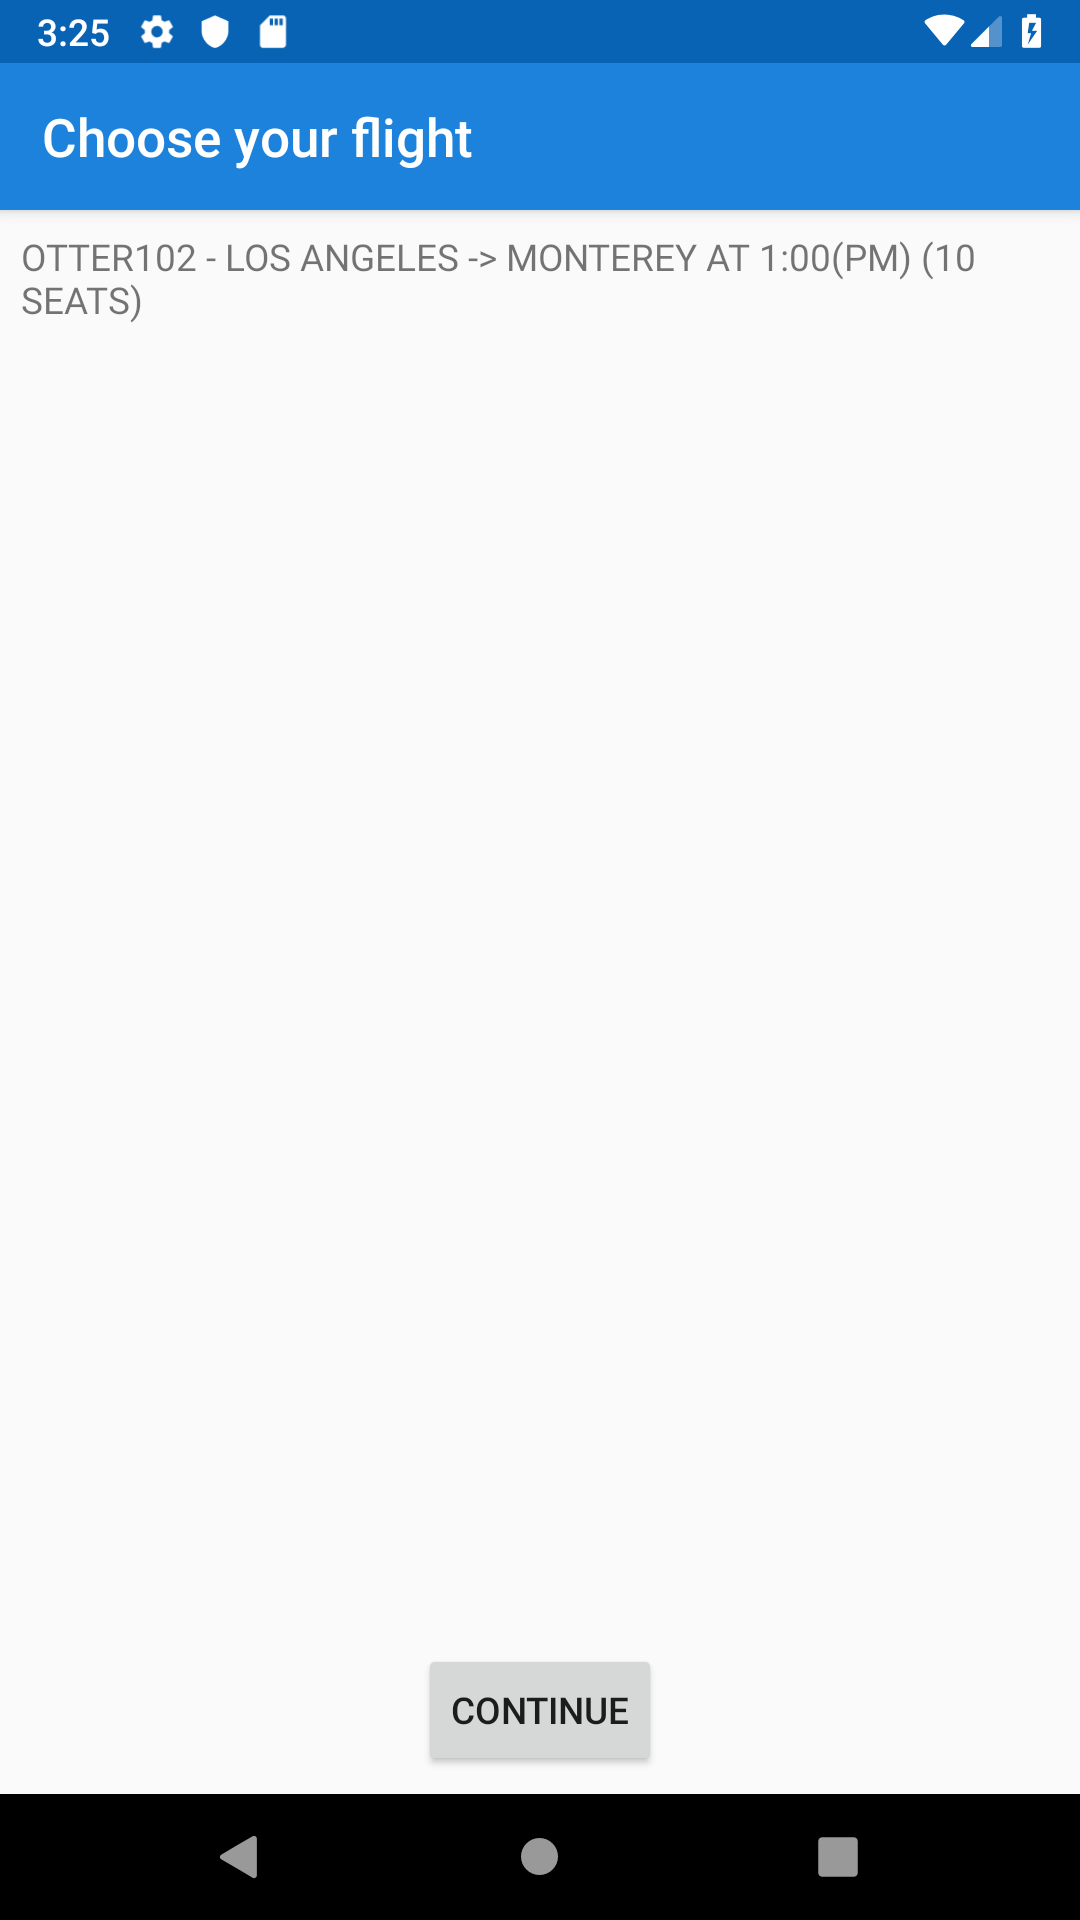 3:25
Choose your flight
OTTER102 - LOS ANGELES -> MONTEREY AT 1:00(PM) (10
SEATS)
CONTINUE